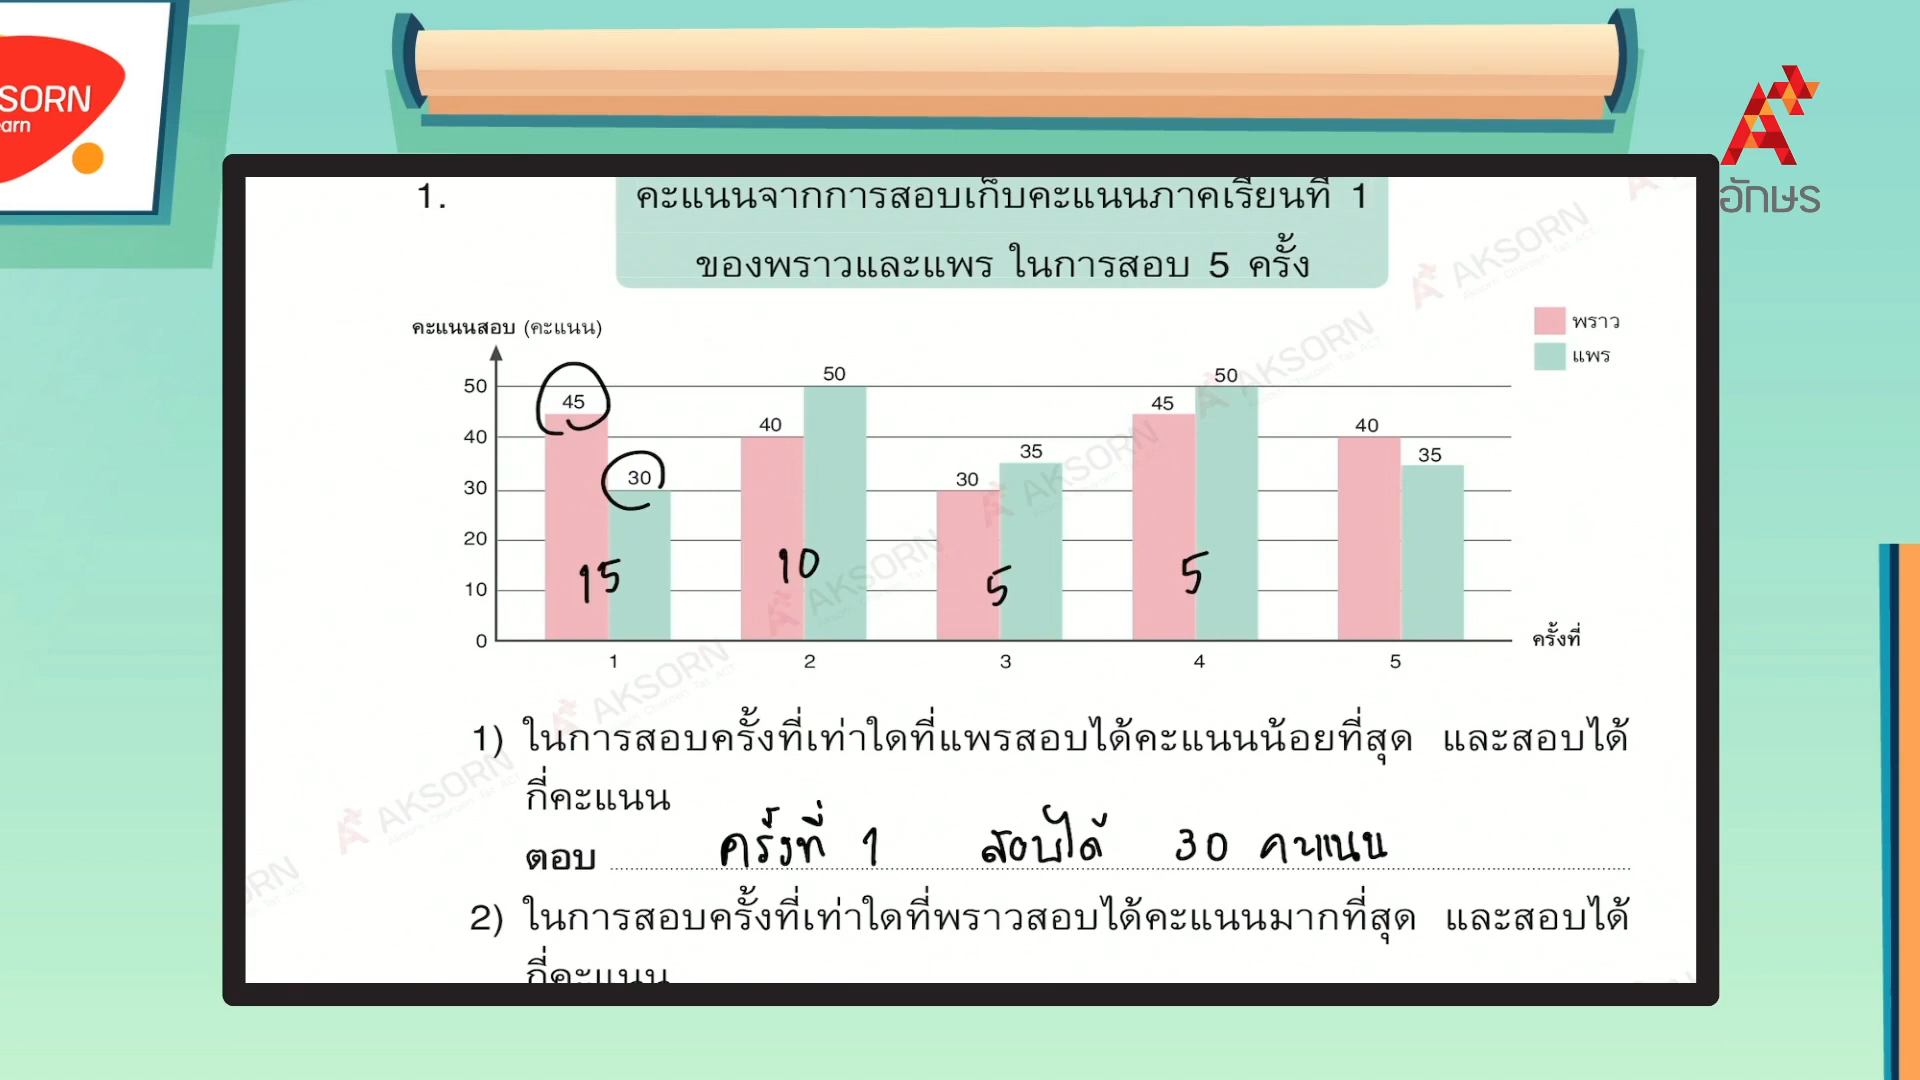 SORN
arn
อักษร
1.
คะแนนจากการสอบเก็บคะแนนภาคเรียนที่ 1
ของพราวและแพร ในการสอบ 5 ครั้ง
คะแนนสอบ (คะแนน)
พราว
แพร
50
40
30
20
10
0
45
30
40
50
30
35
45
50
40
35
15
10
5
5
1
2
3
4
5
ครั้งที่
1) ในการสอบครั้งที่เท่าใดที่แพรสอบได้คะแนนน้อยที่สุด และสอบได้
กี่คะแนน
ตอบ ครั้งที่ 1 สอบได้ 30 คะแนน
2) ในการสอบครั้งที่เท่าใดที่พราวสอบได้คะแนนมากที่สุด และสอบได้
กี่คะแนน